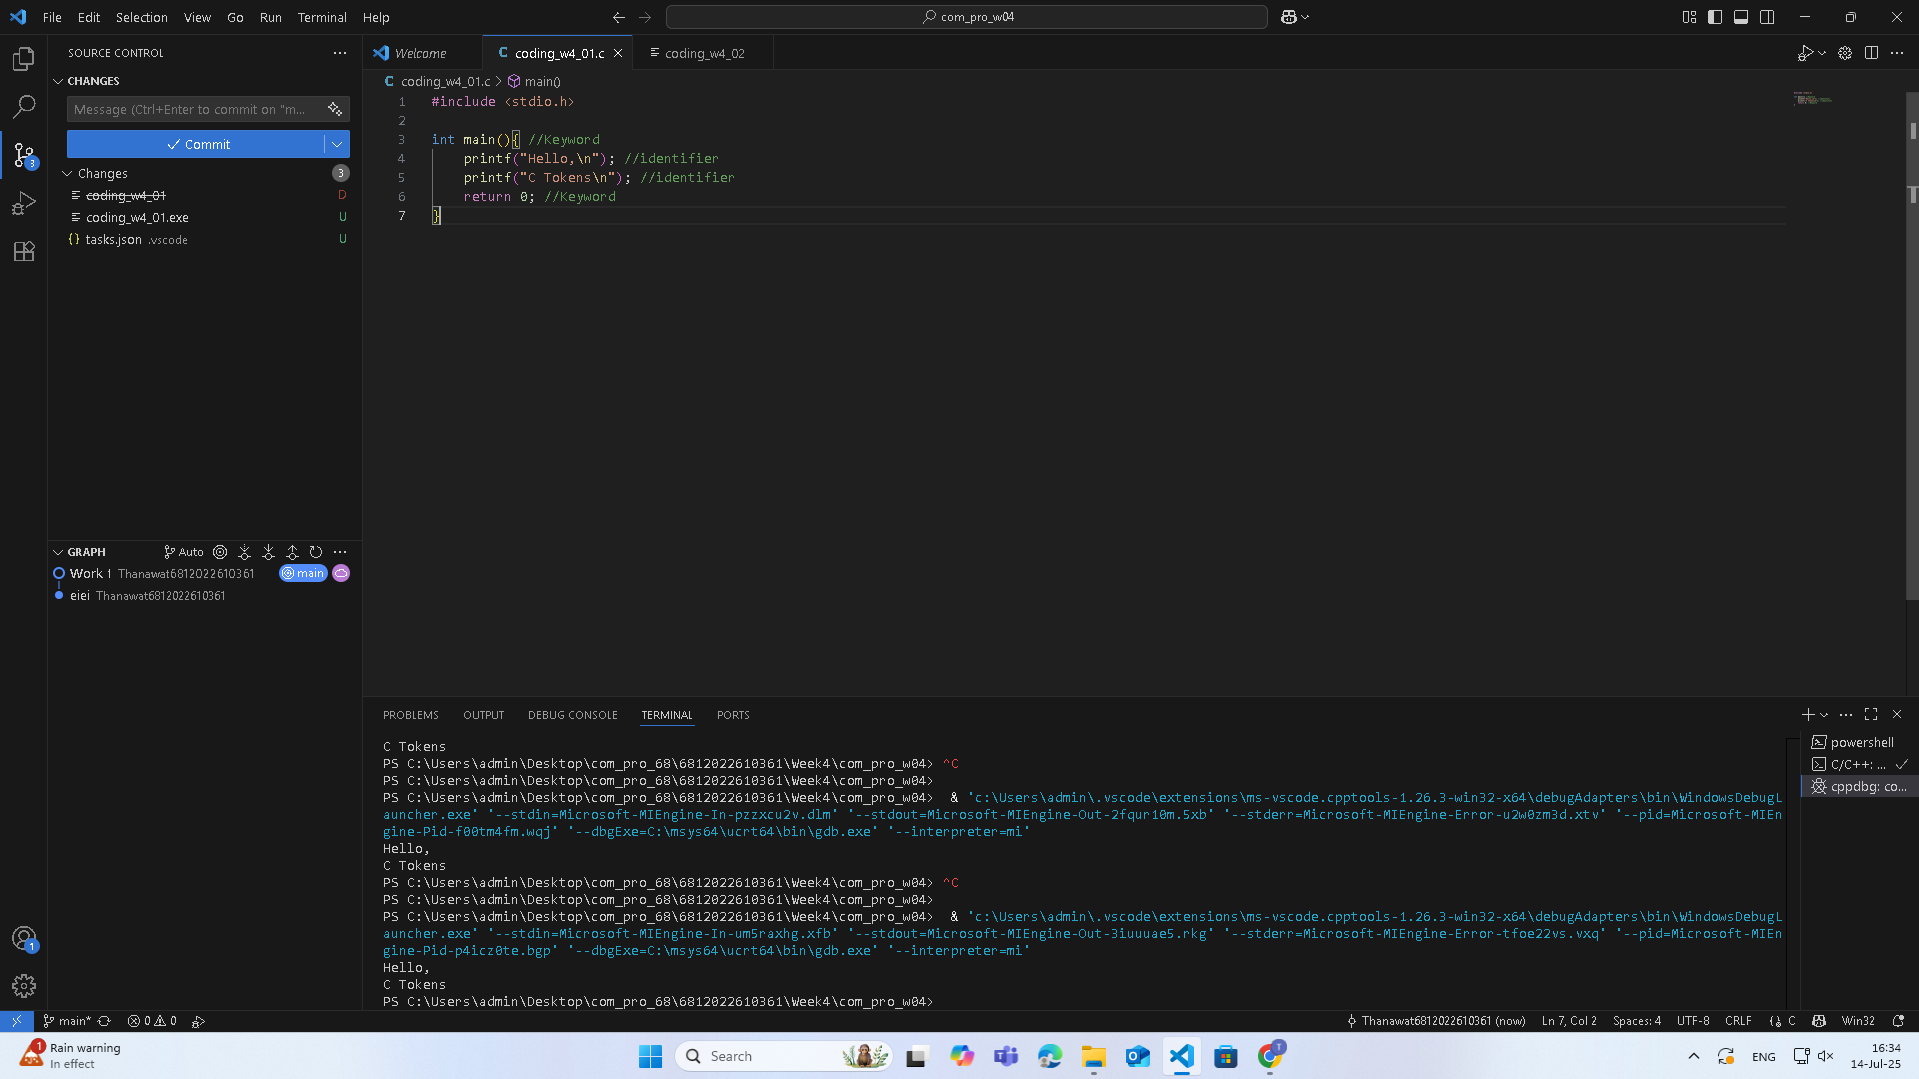 File Edit Selection View Go Run Terminal Help
com_pro_w04
SOURCE CONTROL
CHANGES
Message (Ctrl+Enter to commit on "m...
Commit
Changes 3
coding_w4_01 D
coding_w4_01.exe U
tasks.json .vscode U
GRAPH Auto
Work 1 Thanawat6812022610361 main
eiei Thanawat6812022610361
3
1
Welcome coding_w4_01.c coding_w4_02
C coding_w4_01.c > main()
1 #include <stdio.h>
2
3 int main(){ //Keyword
4 printf("Hello,\n"); //identifier
5 printf("C Tokens\n"); //identifier
6 return 0; //Keyword
7 }
PROBLEMS OUTPUT DEBUG CONSOLE TERMINAL PORTS
C Tokens
PS C:\Users\admin\Desktop\com_pro_68\6812022610361\Week4\com_pro_w04> ^C
PS C:\Users\admin\Desktop\com_pro_68\6812022610361\Week4\com_pro_w04>
PS C:\Users\admin\Desktop\com_pro_68\6812022610361\Week4\com_pro_w04> & 'c:\Users\admin\.vscode\extensions\ms-vscode.cpptools-1.26.3-win32-x64\debugAdapters\bin\WindowsDebugL
auncher.exe' '--stdin=Microsoft-MIEngine-In-pzzxcu2v.dlm' '--stdout=Microsoft-MIEngine-Out-2fqur10m.5xb' '--stderr=Microsoft-MIEngine-Error-u2w0zm3d.xtv' '--pid=Microsoft-MIEn
gine-Pid-f00tm4fm.wqj' '--dbgExe=C:\msys64\ucrt64\bin\gdb.exe' '--interpreter=mi'
Hello,
C Tokens
PS C:\Users\admin\Desktop\com_pro_68\6812022610361\Week4\com_pro_w04> ^C
PS C:\Users\admin\Desktop\com_pro_68\6812022610361\Week4\com_pro_w04>
PS C:\Users\admin\Desktop\com_pro_68\6812022610361\Week4\com_pro_w04> & 'c:\Users\admin\.vscode\extensions\ms-vscode.cpptools-1.26.3-win32-x64\debugAdapters\bin\WindowsDebugL
auncher.exe' '--stdin=Microsoft-MIEngine-In-um5raxhg.xfb' '--stdout=Microsoft-MIEngine-Out-3iuuuae5.rkg' '--stderr=Microsoft-MIEngine-Error-tfoe22vs.vxq' '--pid=Microsoft-MIEn
gine-Pid-p4icz0te.bgp' '--dbgExe=C:\msys64\ucrt64\bin\gdb.exe' '--interpreter=mi'
Hello,
C Tokens
PS C:\Users\admin\Desktop\com_pro_68\6812022610361\Week4\com_pro_w04>
powershell
C/C++: ...
cppdbg: co...
main* 0 0 Thanawat6812022610361 (now) Ln 7, Col 2 Spaces: 4 UTF-8 CRLF {} C Win32
1 Rain warning
In effect
Search
T
ENG
16:34
14-Jul-25